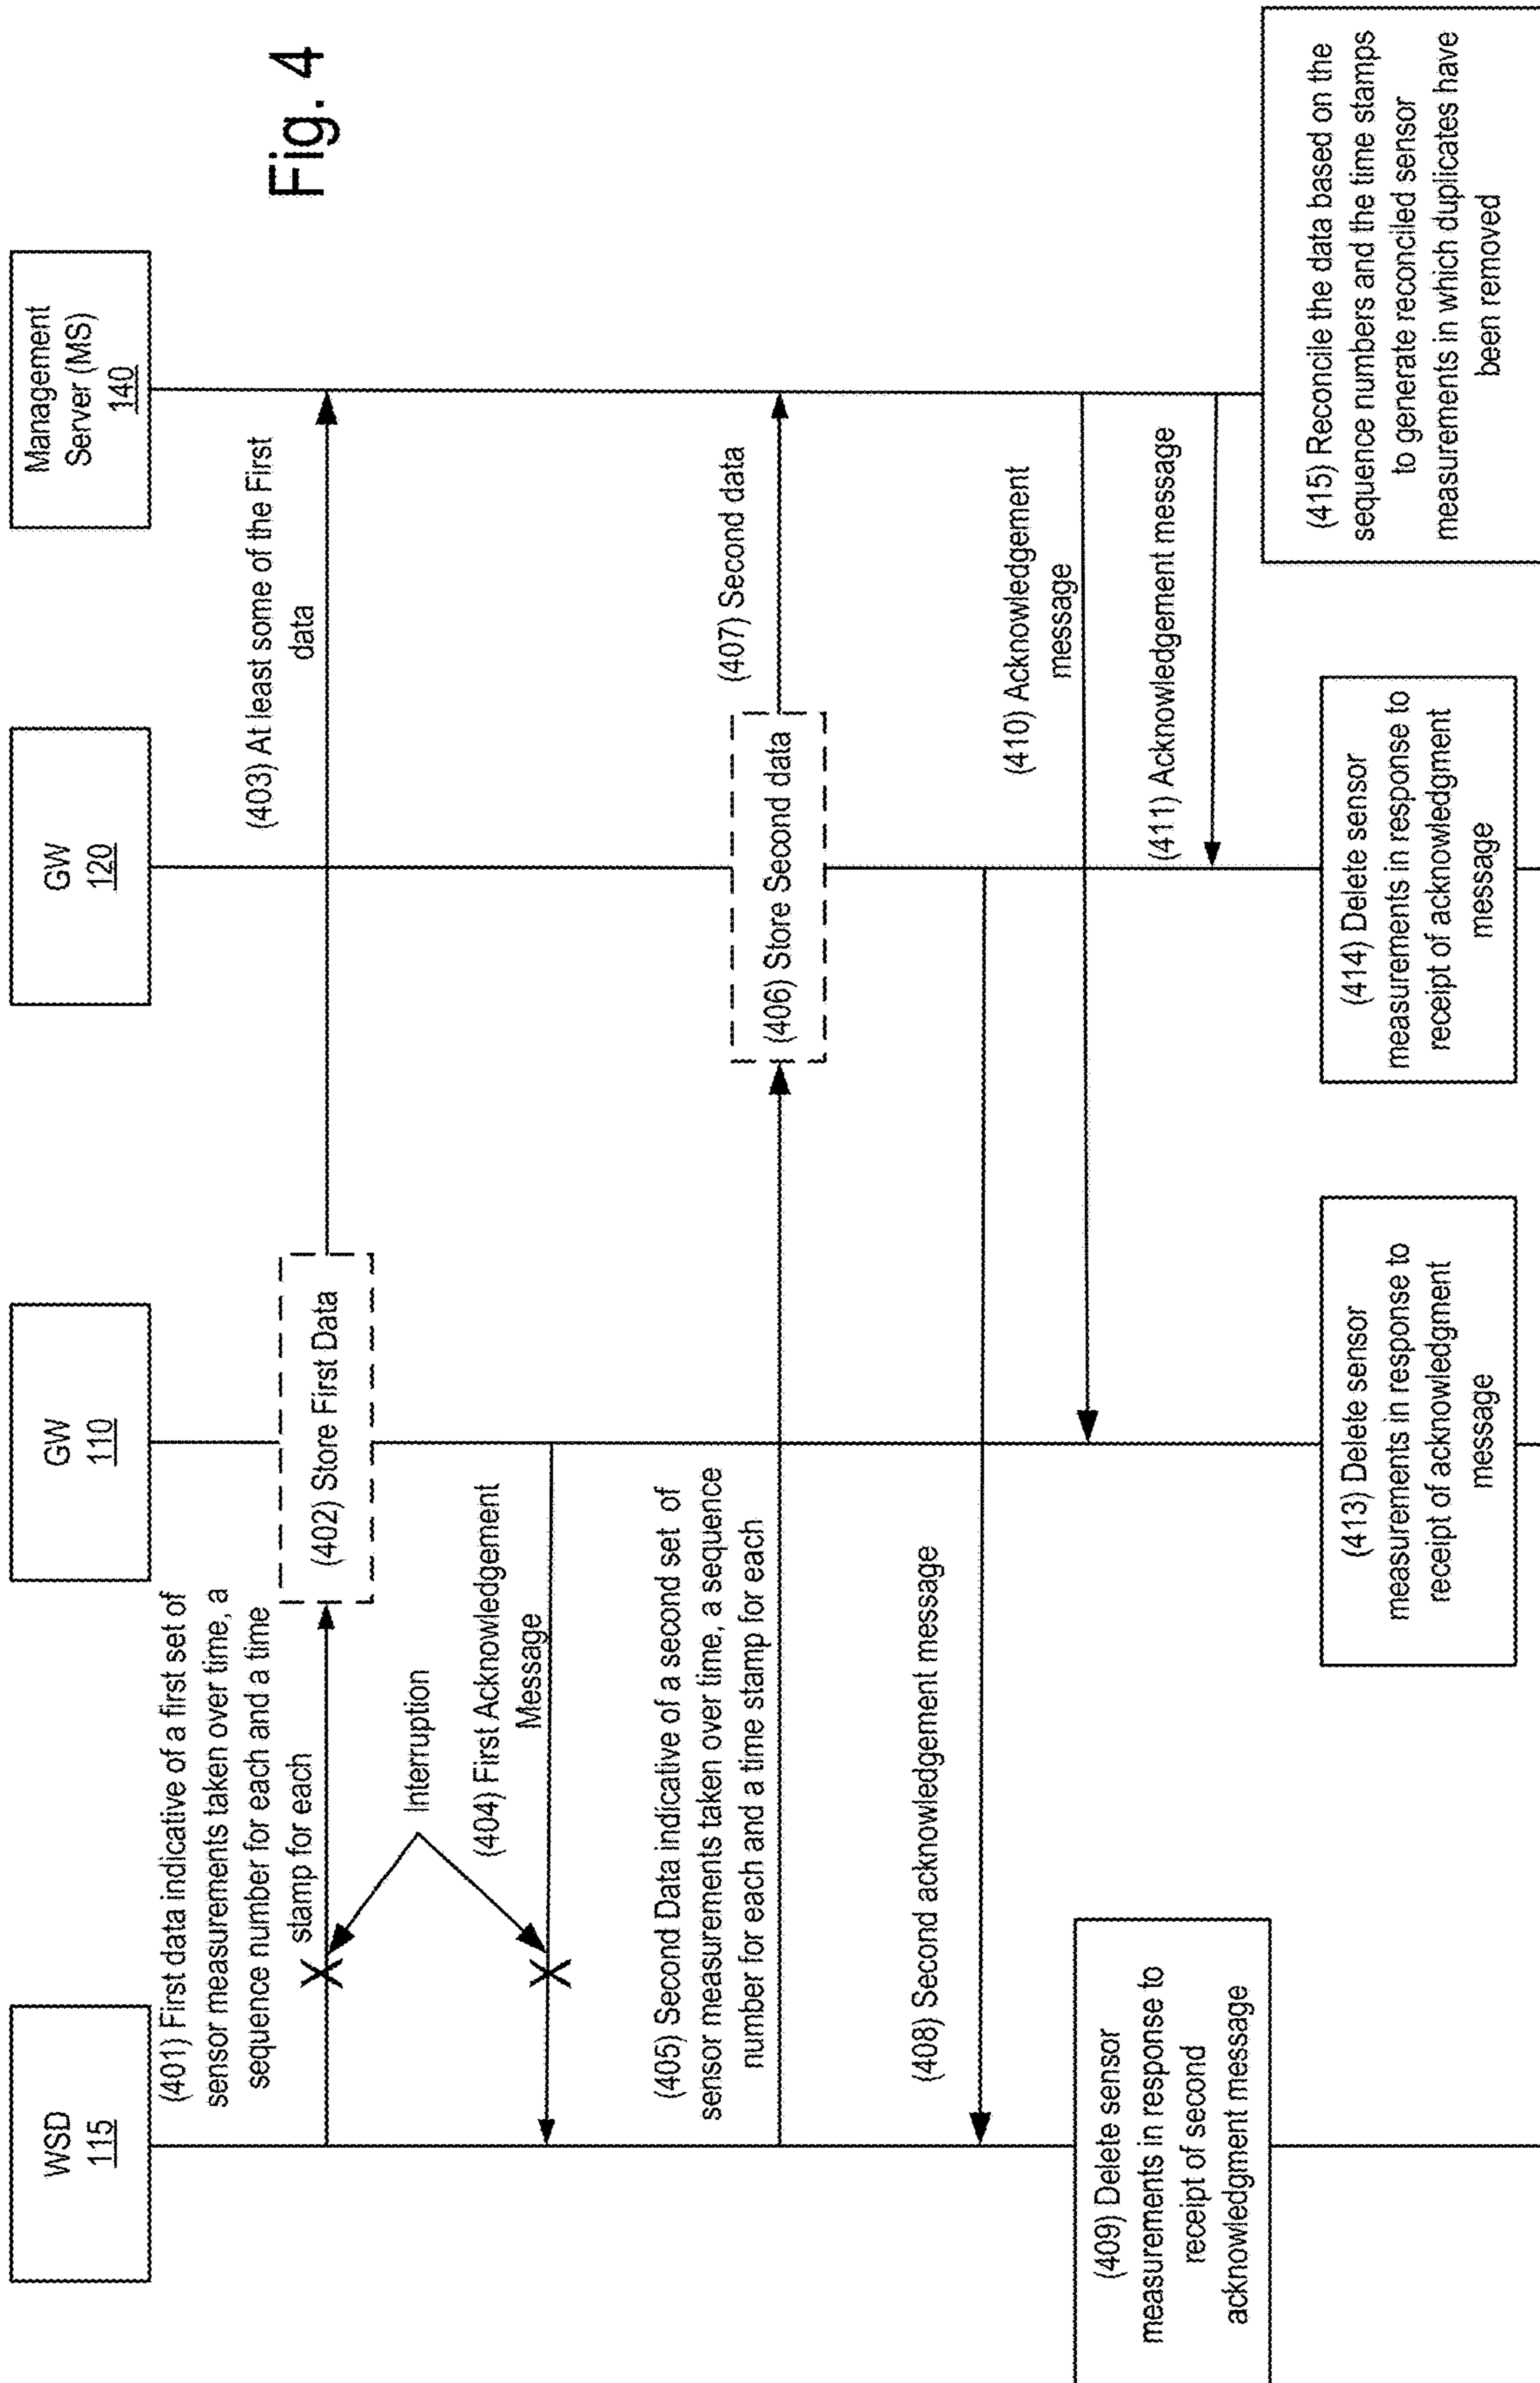 WSD
115
GW
110
GW
120
Management
Server (MS)
140
(401) First data indicative of a first set of
sensor measurements taken over time, a
sequence number for each and a time
stamp for each
(402) Store First Data
(403) At least some of the First
data
Fig. 4
Interruption
(404) First Acknowledgement
Message
(405) Second Data indicative of a second set of
sensor measurements taken over time, a sequence
number for each and a time stamp for each
(406) Store Second data
(407) Second data
(408) Second acknowledgement message
(409) Delete sensor
measurements in response to
receipt of second
acknowledgment message
(410) Acknowledgement
message
(411) Acknowledgement message
(413) Delete sensor
measurements in response to
receipt of acknowledgment
message
(414) Delete sensor
measurements in response to
receipt of acknowledgment
message
(415) Reconcile the data based on the
sequence numbers and the time stamps
to generate reconciled sensor
measurements in which duplicates have
been removed